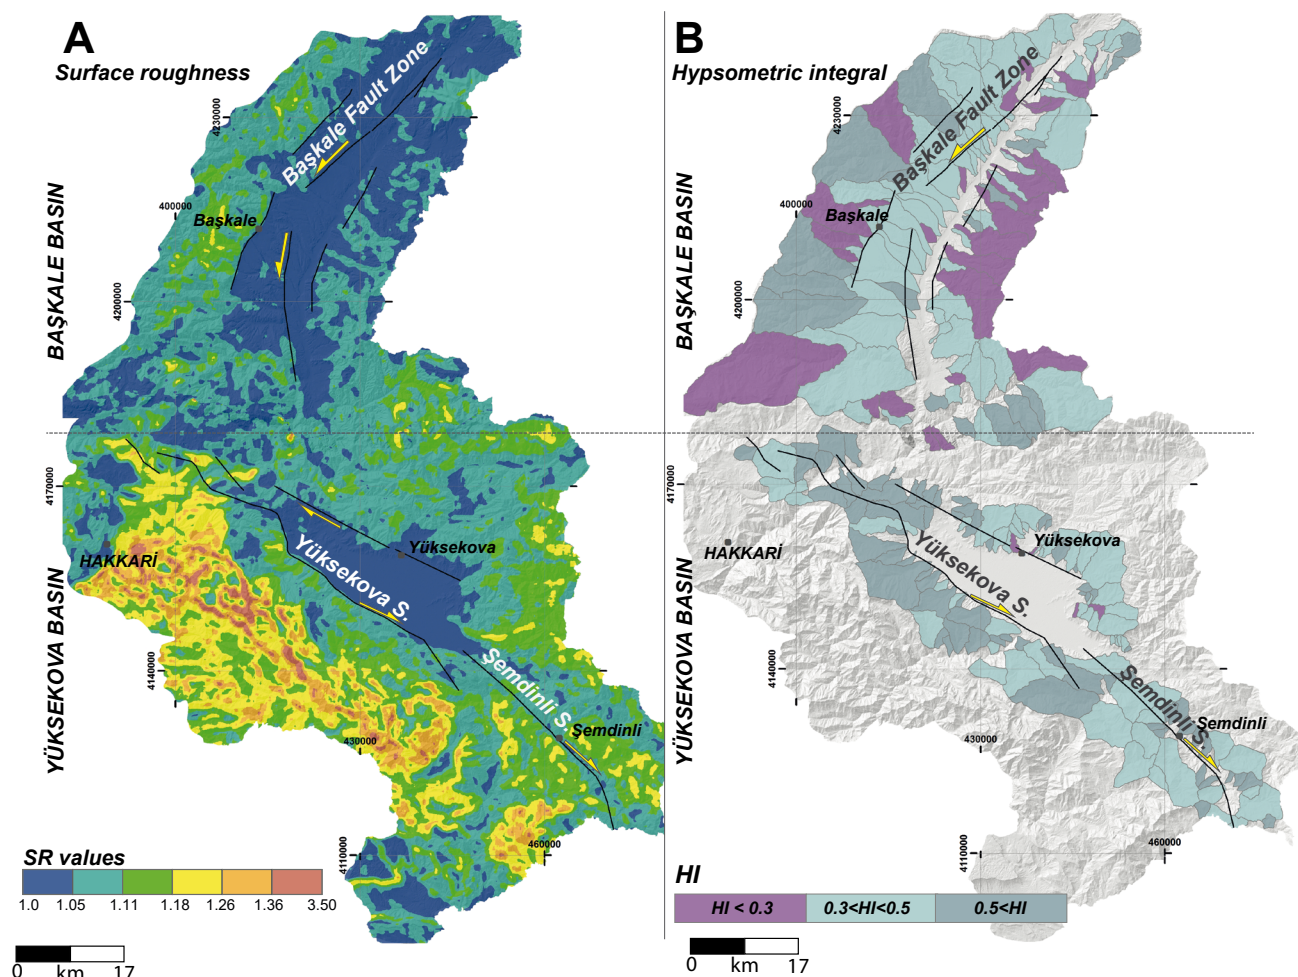 A
Surface roughness
Başkale Fault Zone
4230000
400000
Başkale
BAŞKALE BASIN
4200000
4170000
HAKKARİ
Yüksekova
Yüksekova S.
YÜKSEKOVA BASIN
4140000
Şemdinli S.
Şemdinli
430000
4110000
460000
SR values
1.0 1.05 1.11 1.18 1.26 1.36 3.50
0 km 17
B
Hypsometric integral
Başkale Fault Zone
4230000
400000
Başkale
BAŞKALE BASIN
4200000
4170000
HAKKARİ
Yüksekova
Yüksekova S.
YÜKSEKOVA BASIN
4140000
Şemdinli S.
Şemdinli
430000
4110000
460000
HI
HI < 0.3 0.3<HI<0.5 0.5<HI
0 km 17